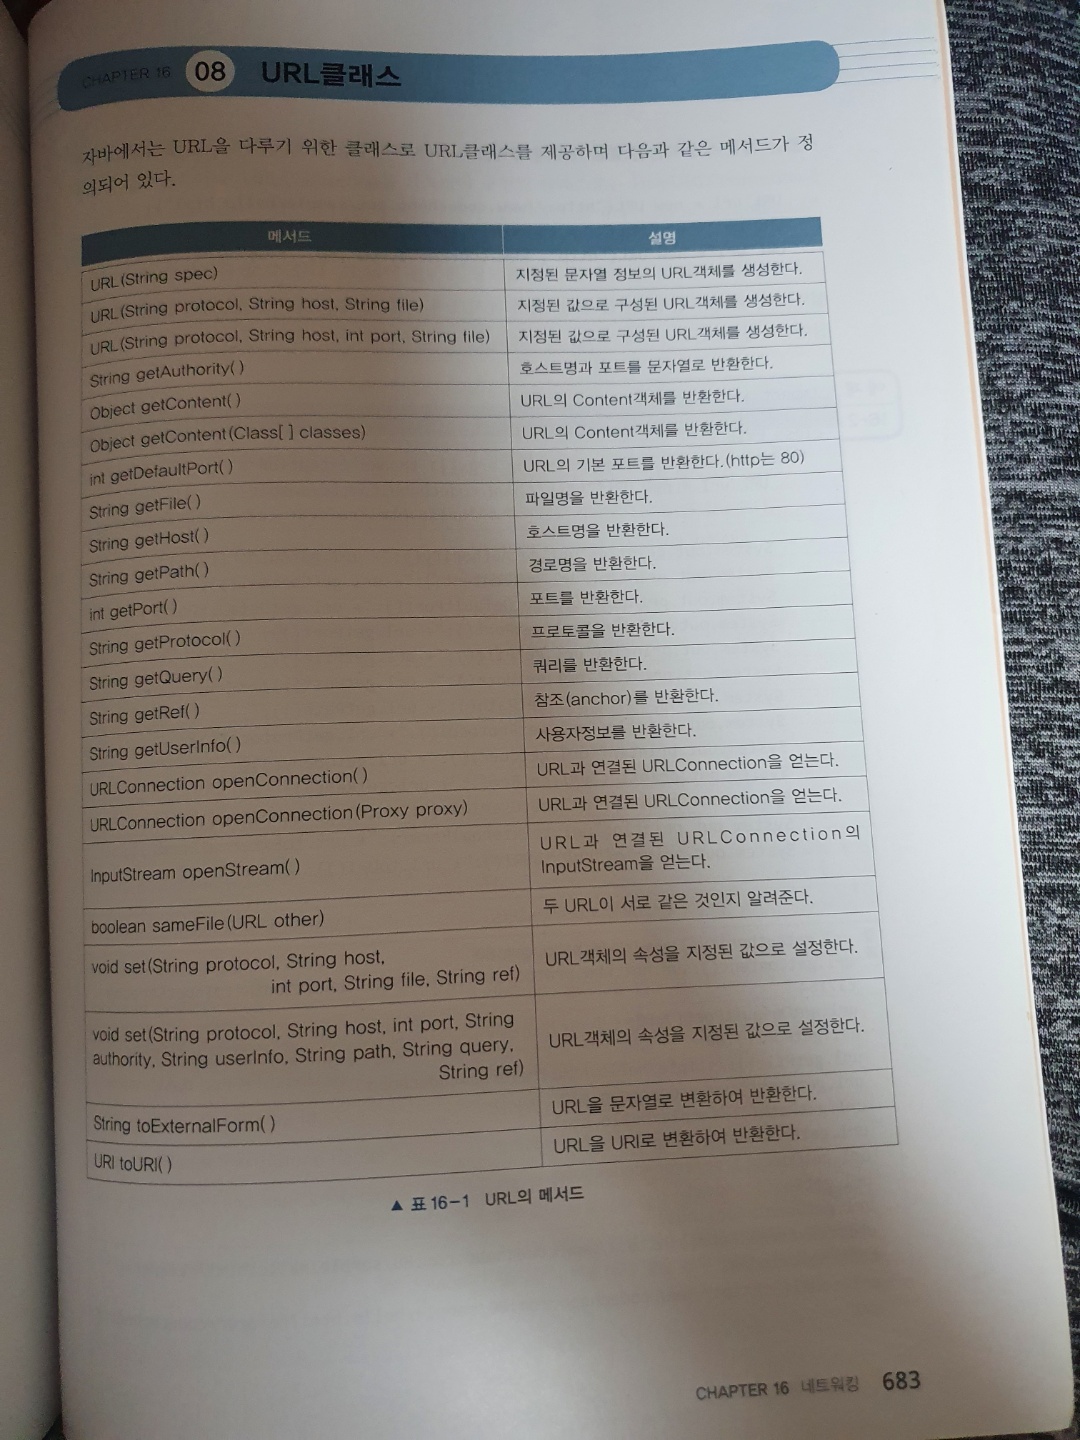 CHAPTER 16 08 URL클래스
자바에서는 URL을 다루기 위한 클래스로 URL클래스를 제공하며 다음과 같은 메서드가 정
의되어 있다.
메서드 설명
URL(String spec) 지정된 문자열 정보의 URL객체를 생성한다.
URL(String protocol, String host, String file) 지정된 값으로 구성된 URL객체를 생성한다.
URL(String protocol, String host, int port, String file) 지정된 값으로 구성된 URL객체를 생성한다.
String getAuthority( ) 호스트명과 포트를 문자열로 반환한다.
Object getContent( ) URL의 Content객체를 반환한다.
Object getContent(Class[ ] classes) URL의 Content객체를 반환한다.
int getDefaultPort( ) URL의 기본 포트를 반환한다.(http는 80)
String getFile( ) 파일명을 반환한다.
String getHost( ) 호스트명을 반환한다.
String getPath( ) 경로명을 반환한다.
int getPort( ) 포트를 반환한다.
String getProtocol( ) 프로토콜을 반환한다.
String getQuery( ) 쿼리를 반환한다.
String getRef( ) 참조(anchor)를 반환한다.
String getUserInfo( ) 사용자정보를 반환한다.
URLConnection openConnection( ) URL과 연결된 URLConnection을 얻는다.
URLConnection openConnection(Proxy proxy) URL과 연결된 URLConnection을 얻는다.
InputStream openStream( ) URL과 연결된 URLConnection의
InputStream을 얻는다.
boolean sameFile(URL other) 두 URL이 서로 같은 것인지 알려준다.
void set(String protocol, String host, URL객체의 속성을 지정된 값으로 설정한다.
int port, String file, String ref)
void set(String protocol, String host, int port, String
authority, String userInfo, String path, String query, URL객체의 속성을 지정된 값으로 설정한다.
String ref)
String toExternalForm( ) URL을 문자열로 변환하여 반환한다.
URI toURI( ) URL을 URI로 변환하여 반환한다.
▲ 표 16-1 URL의 메서드
CHAPTER 16 네트워킹 683